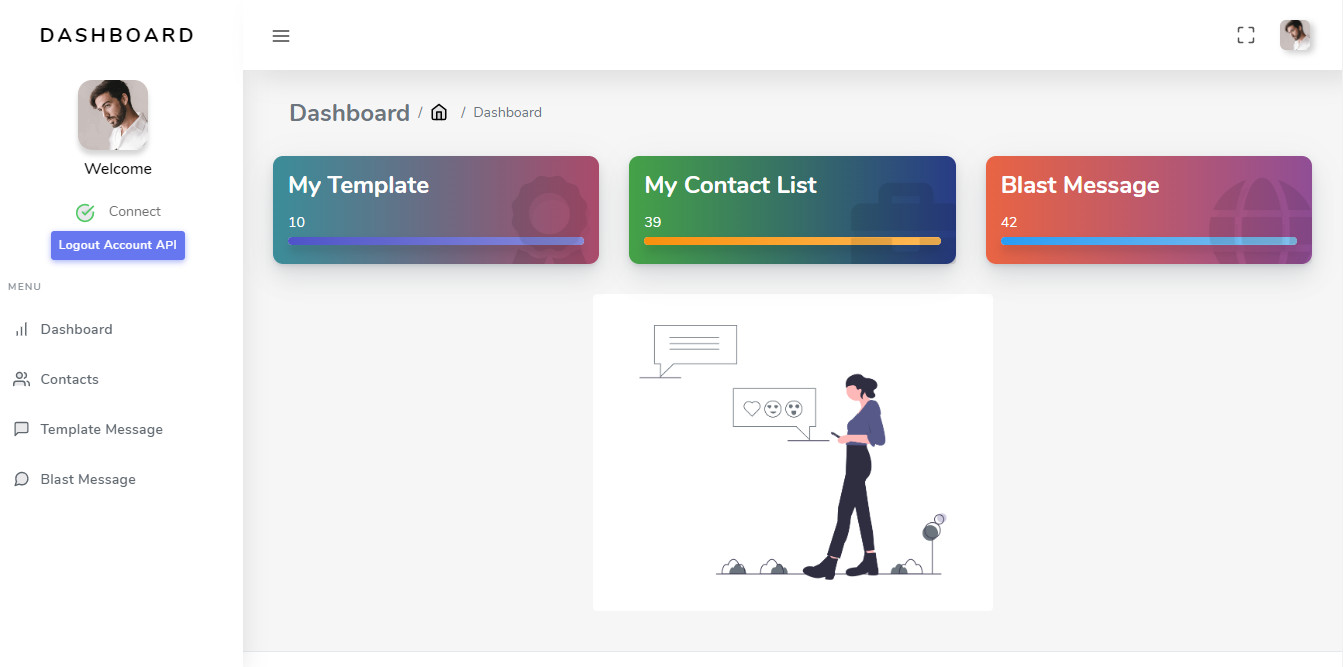 DASHBOARD
Welcome
Connect
Logout Account API
MENU
Dashboard
Contacts
Template Message
Blast Message
Dashboard / / Dashboard
My Template
10
My Contact List
39
Blast Message
42